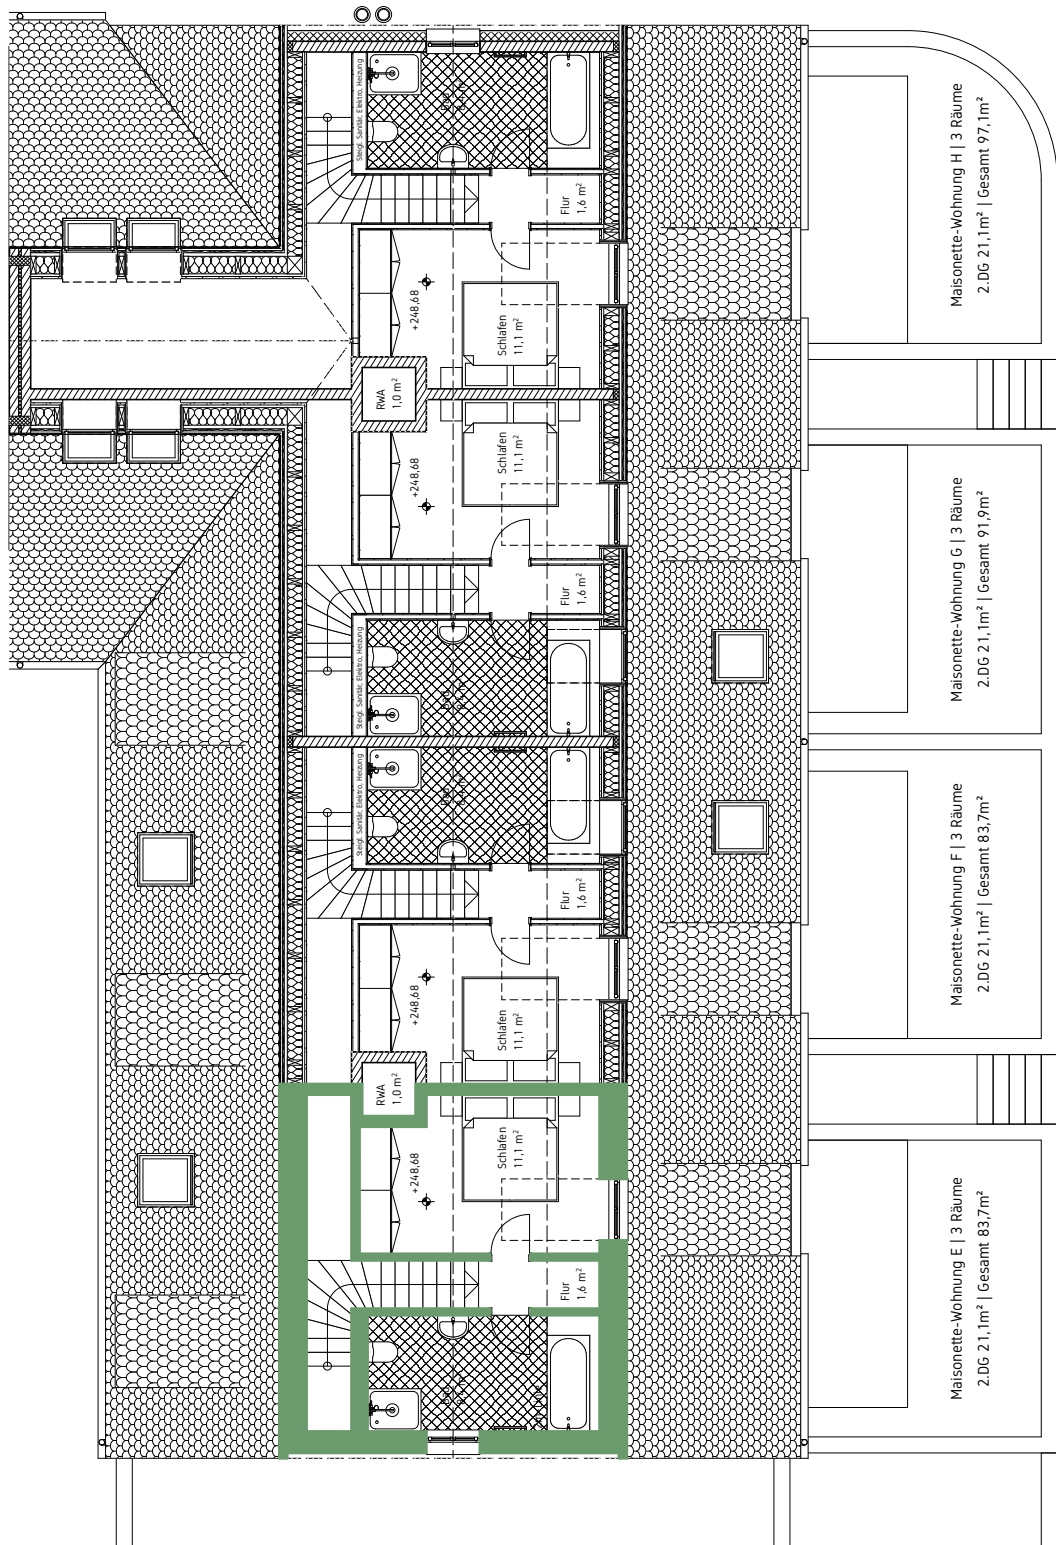 Steigl. Sanitär, Elektro, Heizung
Bad
Flur
1,6 m²
+248,68
Schlafen
11,1 m²
RWA
1,0 m²
Schlafen
11,1 m²
+248,68
Flur
1,6 m²
Steigl. Sanitär, Elektro, Heizung
Bad
Steigl. Sanitär, Elektro, Heizung
Bad
Flur
1,6 m²
+248,68
Schlafen
11,1 m²
RWA
1,0 m²
Schlafen
11,1 m²
+248,68
Flur
1,6 m²
Bad
Maisonette-Wohnung H | 3 Räume
2.DG 21,1m² | Gesamt 97,1m²
Maisonette-Wohnung G | 3 Räume
2.DG 21,1m² | Gesamt 91,9m²
Maisonette-Wohnung F | 3 Räume
2.DG 21,1m² | Gesamt 83,7m²
Maisonette-Wohnung E | 3 Räume
2.DG 21,1m² | Gesamt 83,7m²